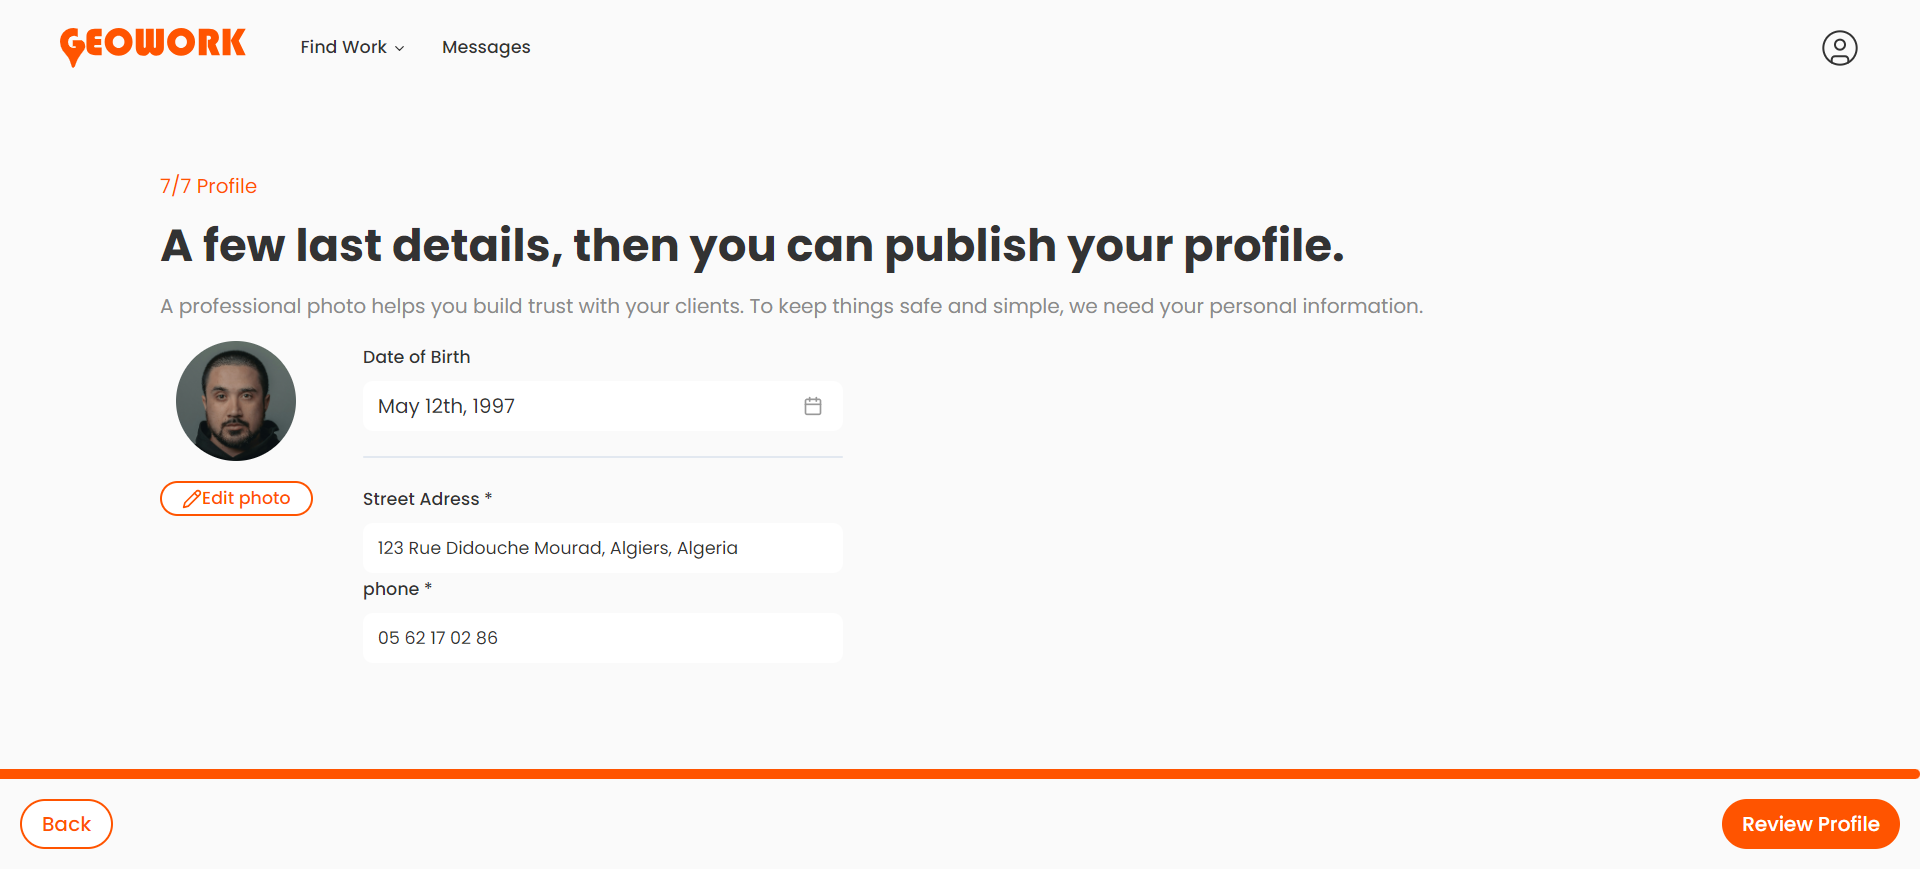 GEOWORK
Find Work
Messages
7/7 Profile
A few last details, then you can publish your profile.
A professional photo helps you build trust with your clients. To keep things safe and simple, we need your personal information.
Date of Birth
May 12th, 1997
Edit photo
Street Adress *
123 Rue Didouche Mourad, Algiers, Algeria
phone *
05 62 17 02 86
Back
Review Profile